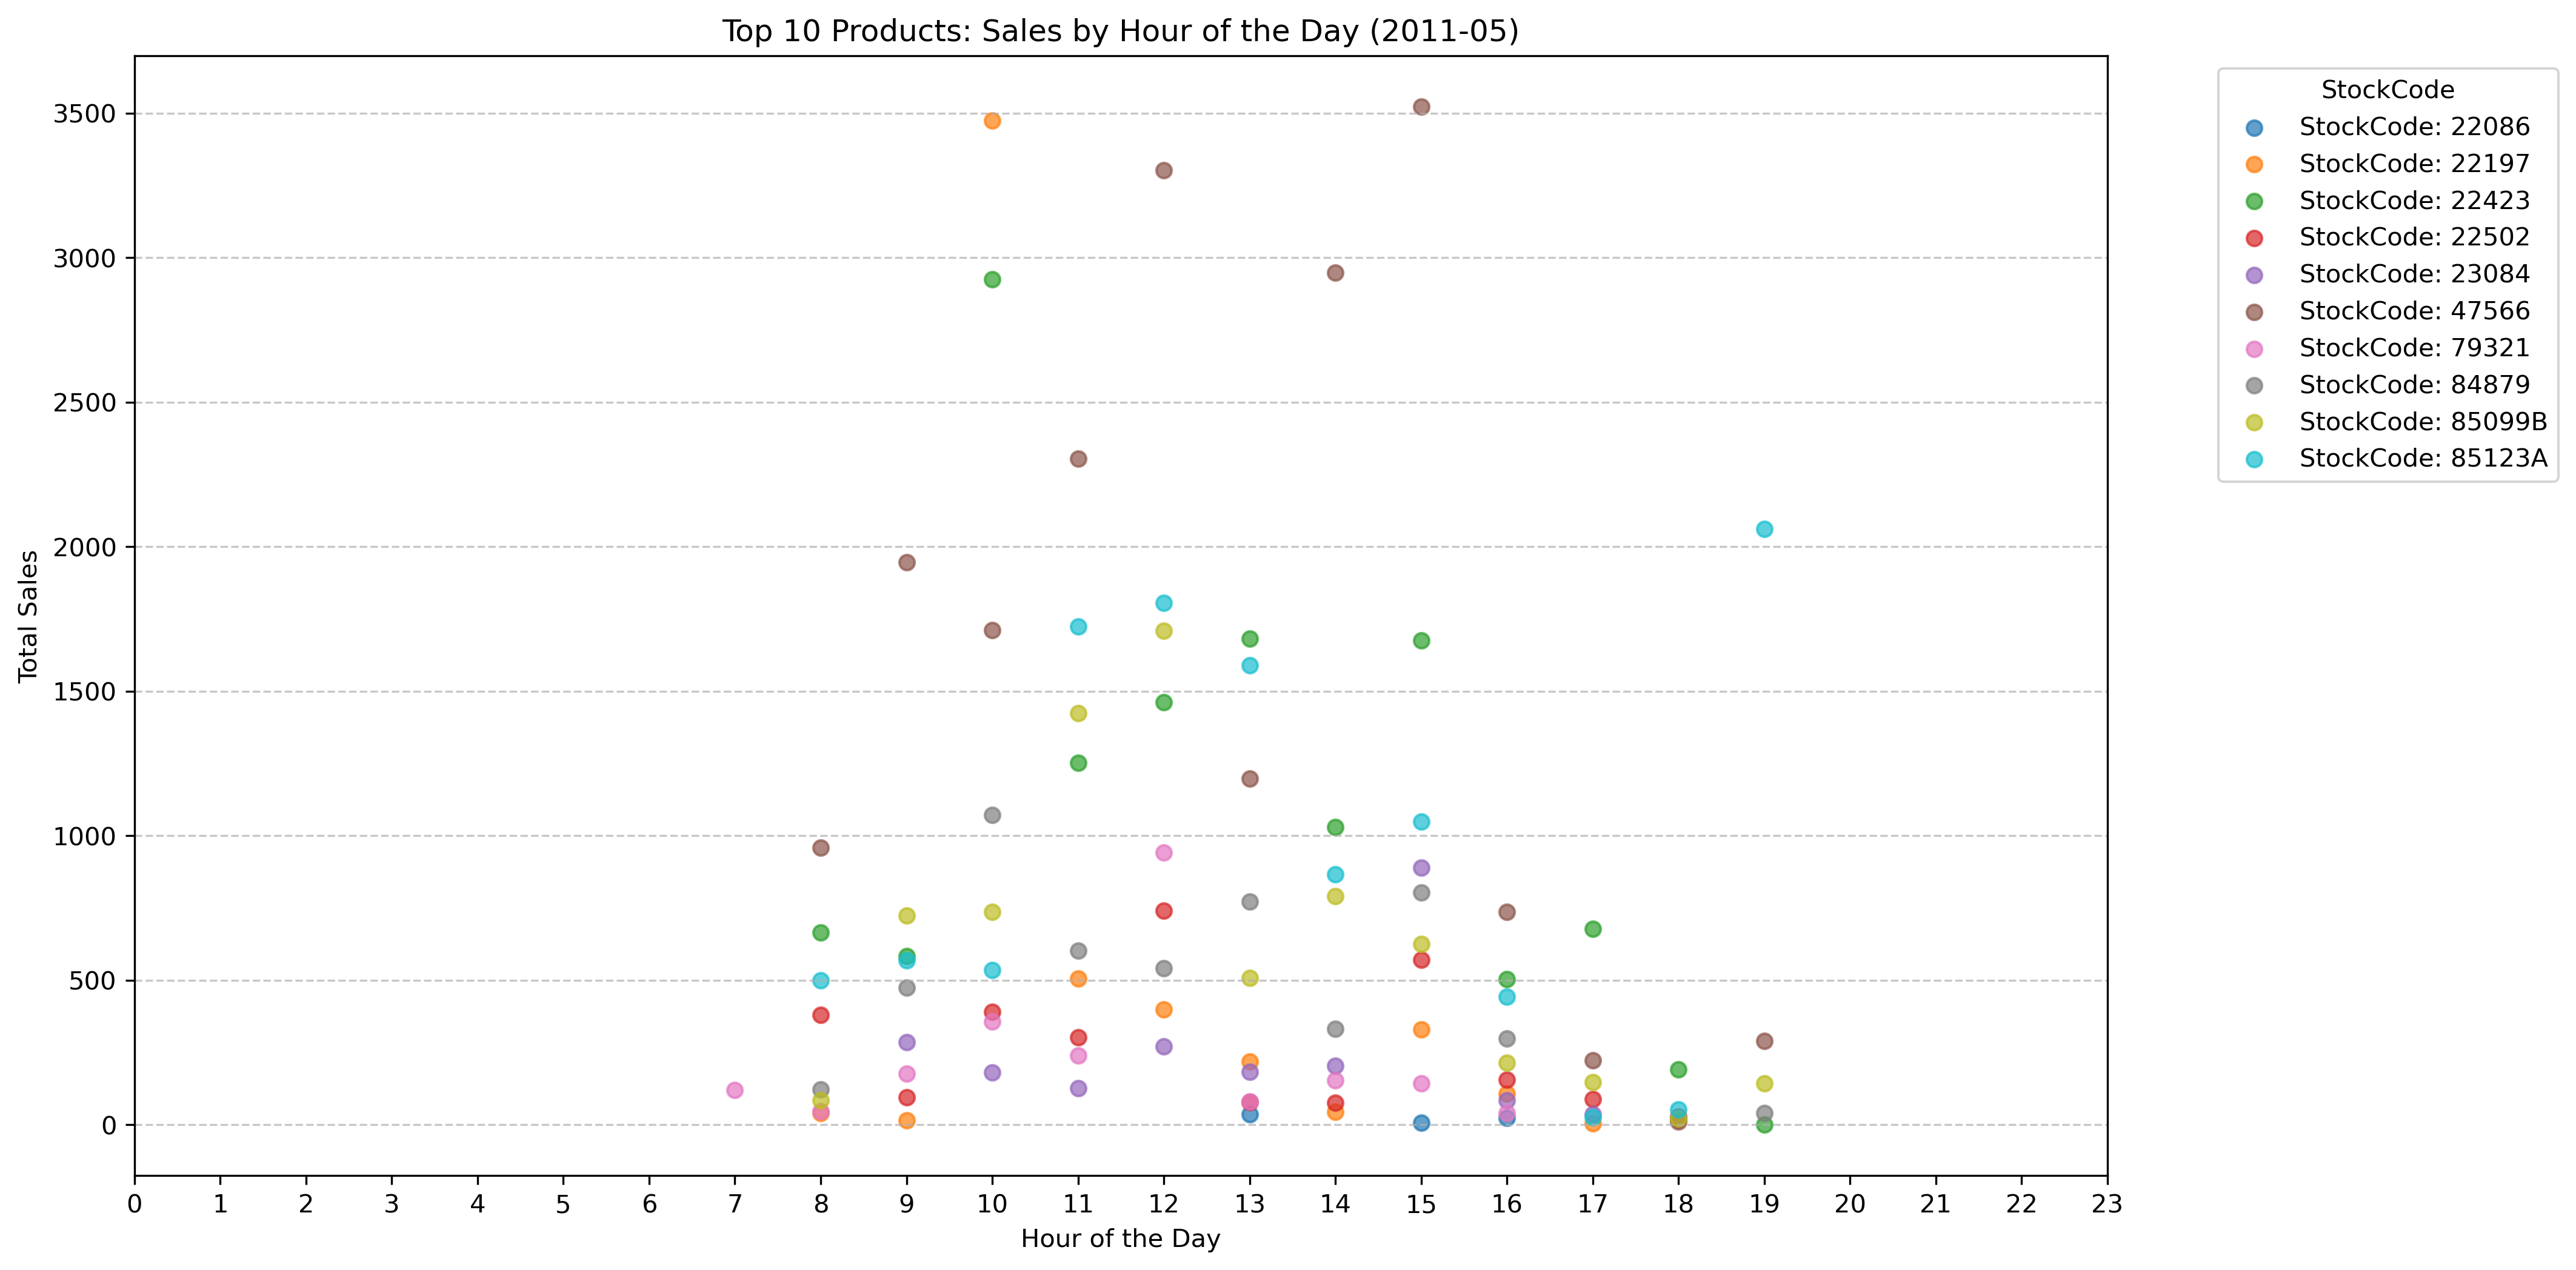 Top 10 Products: Sales by Hour of the Day (2011-05)
Total Sales
3500
3000
2500
2000
1500
1000
500
0
0 1 2 3 4 5 6 7 8 9 10 11 12 13 14 15 16 17 18 19 20 21 22 23
Hour of the Day
StockCode
StockCode: 22086
StockCode: 22197
StockCode: 22423
StockCode: 22502
StockCode: 23084
StockCode: 47566
StockCode: 79321
StockCode: 84879
StockCode: 85099B
StockCode: 85123A